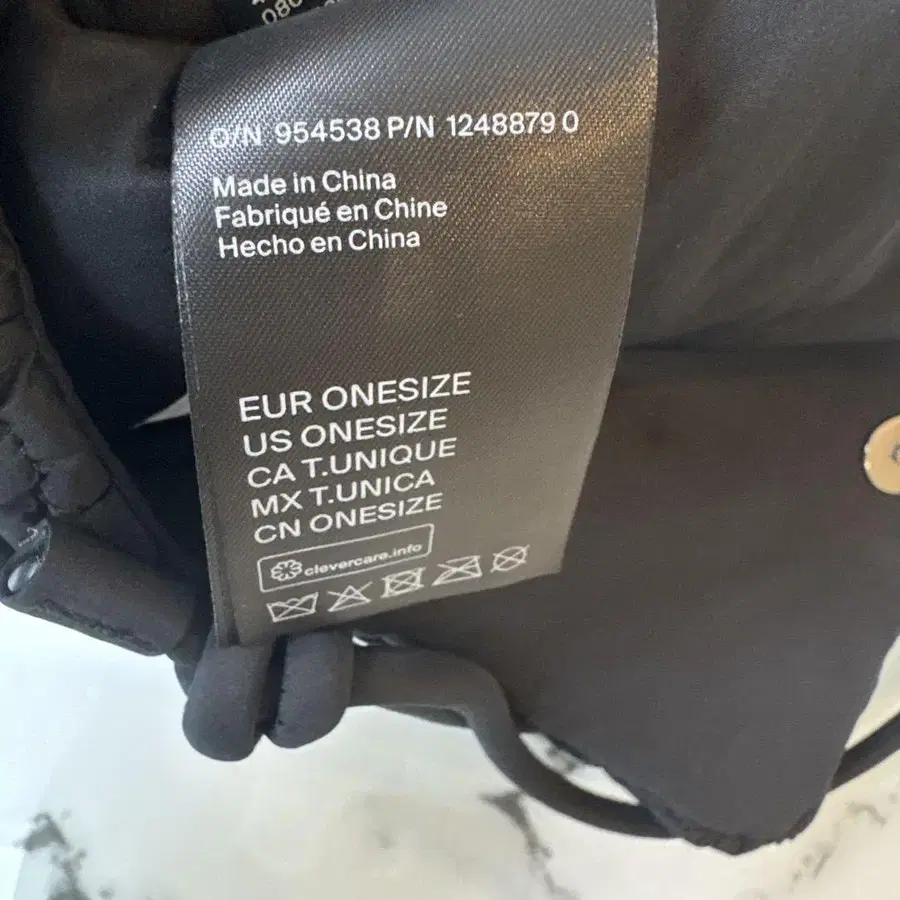 O/N 954538 P/N 1248879 0
Made in China
Fabriqué en Chine
Hecho en China
EUR ONESIZE
US ONESIZE
CA T.UNIQUE
MX T.UNICA
CN ONESIZE
clevercare.info